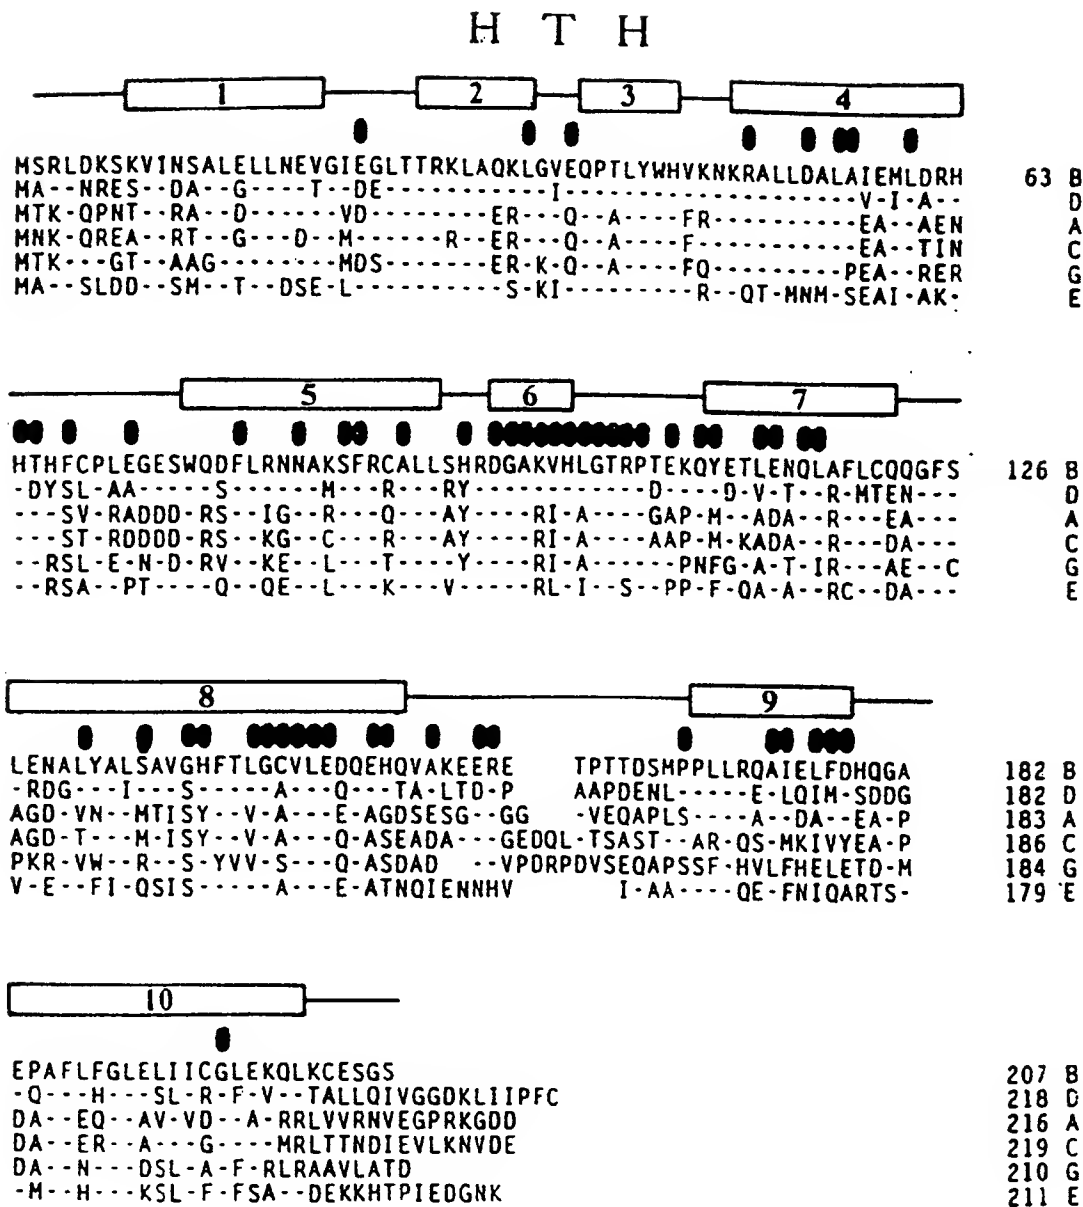 H T H
1 2 3 4
MSRLDKSKVINSALELLNEVGIEGLTTRKLAQKLGVEQPTLYWHVKNKRALLDALAIEMLDRH 63 B
MA--NRES--DA--G----T--DE-----------I--------------------V-I-A-- D
MTK-QPNT--RA--D------VD---------ER---Q--A----FR---------EA--AEN A
MNK-QREA--RT--G---D--M------R--ER---Q--A----F-----------EA--TIN C
MTK---GT--AAG--------MDS-------ER-K-Q--A----FQ---------PEA--RER G
MA--SLDD--SM--T--DSE-L----------S-KI---------R--QT-MNM-SEAI-AK- E
5 6 7
HTHFCPLEGESWQDFLRNNAKSFRCALLSHRDGAKVHLGTRPTEKQYETLENQLAFLCQQGFS 126 B
-DYSL-AA-----S------M---R---RY-----------D----D-V-T--R-MTEN--- D
---SV-RADDD-RS--IG--R---Q---AY----RI-A---GAP-M--ADA--R---EA--- A
---ST-RDDDD-RS--KG--C---R---AY----RI-A---AAP-M-KADA--R---DA--- C
--RSL-E-N-D-RV--KE--L---T---Y-----RI-A-----PNFG-A-T-IR---AE--C G
--RSA--PT----Q--QE--L---K---V-----RL-I--S--PP-F-QA-A--RC--DA--- E
8 9
LENALYALSAVGHFTLGCVLEDQEHQVAKEERE TPTTDSMPPLLRQAIELFDHQGA 182 B
-RDG---I---S-----A---Q---TA-LTD-P AAPDENL-----E-LQIM-SDDG 182 D
AGD-VN--MTISY--V-A---E-AGDSESG--GG -VEQAPLS----A--DA--EA-P 183 A
AGD-T---M-ISY--V-A---Q-ASEADA---GEDQL-TSAST--AR-QS-MKIVYEA-P 186 C
PKR-VW--R--S-YVV-S---Q-ASDAD --VPDRPDVSEQAPSSF-HVLFHELETD-M 184 G
V-E--FI-QSIS-----A---E-ATNQIENNHV I-AA----QE-FNIQARTS- 179 E
10
EPAFLFGLELIICGLEKQLKCESGS 207 B
-Q---H---SL-R-F-V--TALLQIVGGDKLIIPFC 218 D
DA--EQ--AV-VD--A-RRLVVRNVEGPRKGDD 216 A
DA--ER--A---G----MRLTTNDIEVLKNVDE 219 C
DA--N---DSL-A-F-RLRAAVLATD 210 G
-M--H---KSL-F-FSA--DEKKHTPIEDGNK 211 E